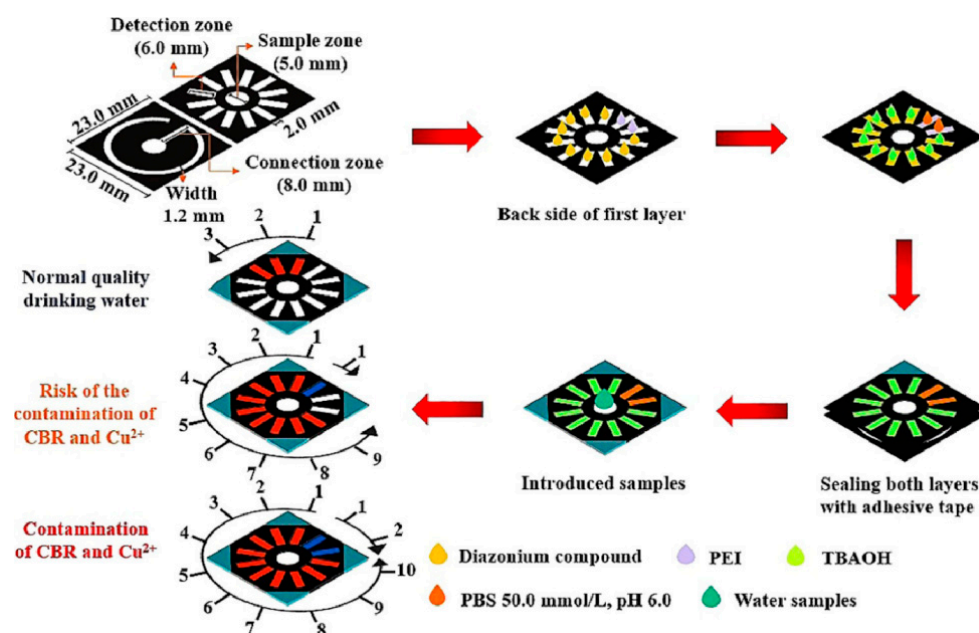 Detection zone
(6.0 mm)
Sample zone
(5.0 mm)
23.0 mm
23.0 mm
2.0 mm
Connection zone
(8.0 mm)
Width
1.2 mm
Back side of first layer
3
2
1
Normal quality
drinking water
1
2
3
4
5
6
7
8
9
1
Risk of the
contamination of
CBR and Cu²⁺
Introduced samples
Sealing both layers
with adhesive tape
1
2
3
4
5
6
7
8
9
10
1
2
Contamination
of CBR and Cu²⁺
Diazonium compound
PEI
TBAOH
PBS 50.0 mmol/L, pH 6.0
Water samples